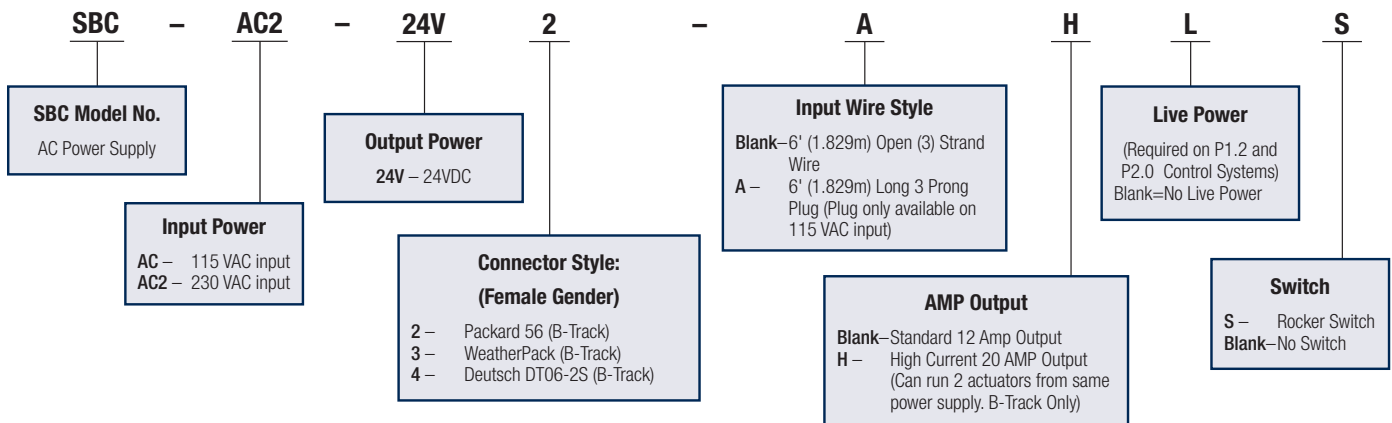 SBC – AC2 – 24V 2 – A H L S
SBC Model No.
AC Power Supply
Input Power
AC – 115 VAC input
AC2 – 230 VAC input
Output Power
24V – 24VDC
Connector Style:
(Female Gender)
2 – Packard 56 (B-Track)
3 – WeatherPack (B-Track)
4 – Deutsch DT06-2S (B-Track)
Input Wire Style
Blank–6' (1.829m) Open (3) Strand
Wire
A – 6' (1.829m) Long 3 Prong
Plug (Plug only available on
115 VAC input)
AMP Output
Blank–Standard 12 Amp Output
H – High Current 20 AMP Output
(Can run 2 actuators from same
power supply. B-Track Only)
Live Power
(Required on P1.2 and
P2.0 Control Systems)
Blank=No Live Power
Switch
S – Rocker Switch
Blank–No Switch